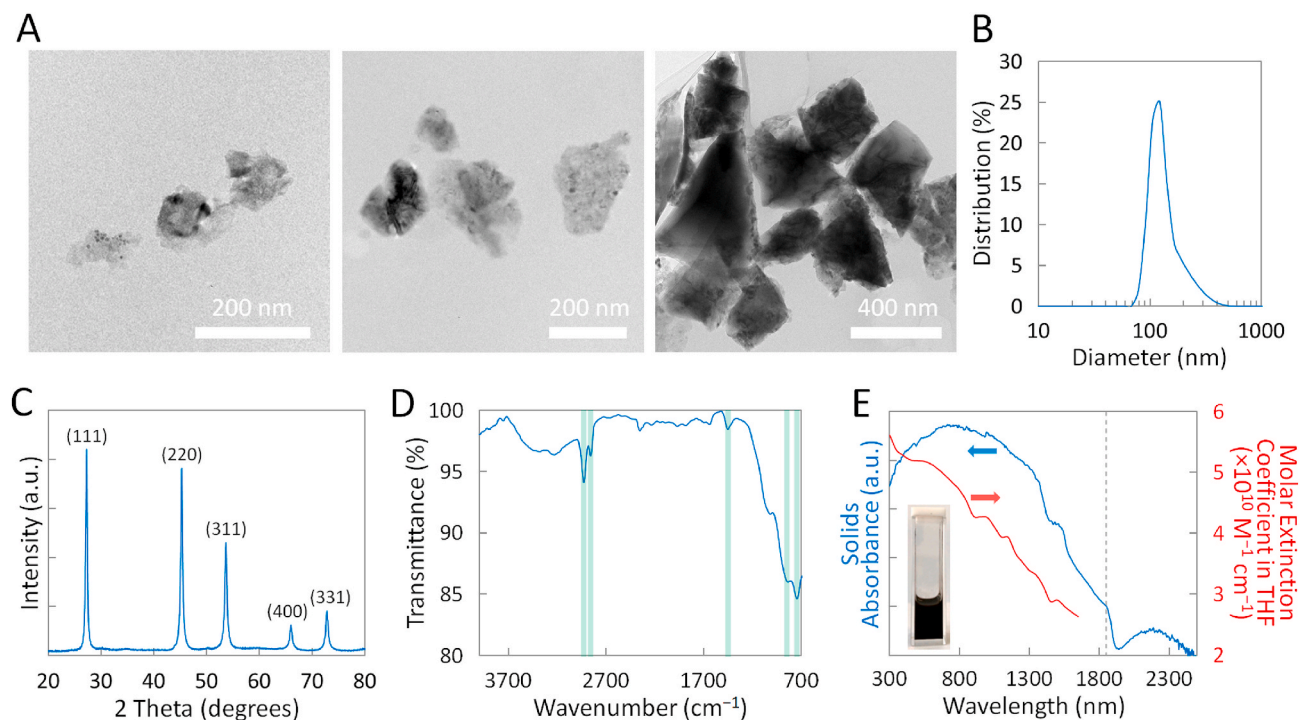 A
200 nm
200 nm
400 nm
B
30
25
20
15
10
5
0
Distribution (%)
10 100 1000
Diameter (nm)
C
(111)
(220)
(311)
(400)
(331)
Intensity (a.u.)
20 30 40 50 60 70 80
2 Theta (degrees)
D
100
95
90
85
80
Transmittance (%)
3700 2700 1700 700
Wavenumber (cm⁻¹)
E
Solids
Absorbance (a.u.)
6
5
4
3
2
Molar Extinction
Coefficient in THF
(×10¹⁰ M⁻¹ cm⁻¹)
300 800 1300 1800 2300
Wavelength (nm)